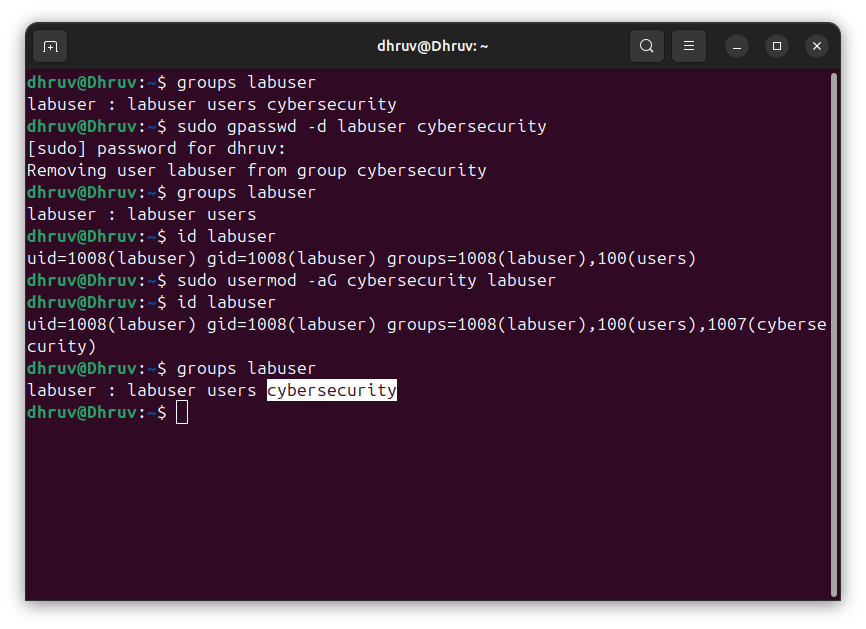 dhruv@Dhruv: ~
dhruv@Dhruv:~$ groups labuser
labuser : labuser users cybersecurity
dhruv@Dhruv:~$ sudo gpasswd -d labuser cybersecurity
[sudo] password for dhruv:
Removing user labuser from group cybersecurity
dhruv@Dhruv:~$ groups labuser
labuser : labuser users
dhruv@Dhruv:~$ id labuser
uid=1008(labuser) gid=1008(labuser) groups=1008(labuser),100(users)
dhruv@Dhruv:~$ sudo usermod -aG cybersecurity labuser
dhruv@Dhruv:~$ id labuser
uid=1008(labuser) gid=1008(labuser) groups=1008(labuser),100(users),1007(cyberse
curity)
dhruv@Dhruv:~$ groups labuser
labuser : labuser users cybersecurity
dhruv@Dhruv:~$